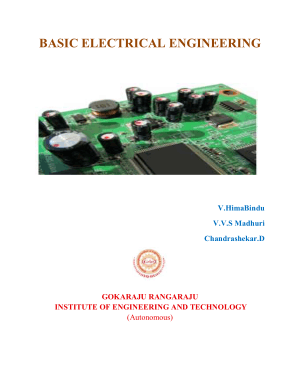 BASIC ELECTRICAL ENGINEERING
V.HimaBindu
V.V.S Madhuri
Chandrashekar.D
GOKARAJU RANGARAJU
INSTITUTE OF ENGINEERING AND TECHNOLOGY
(Autonomous)